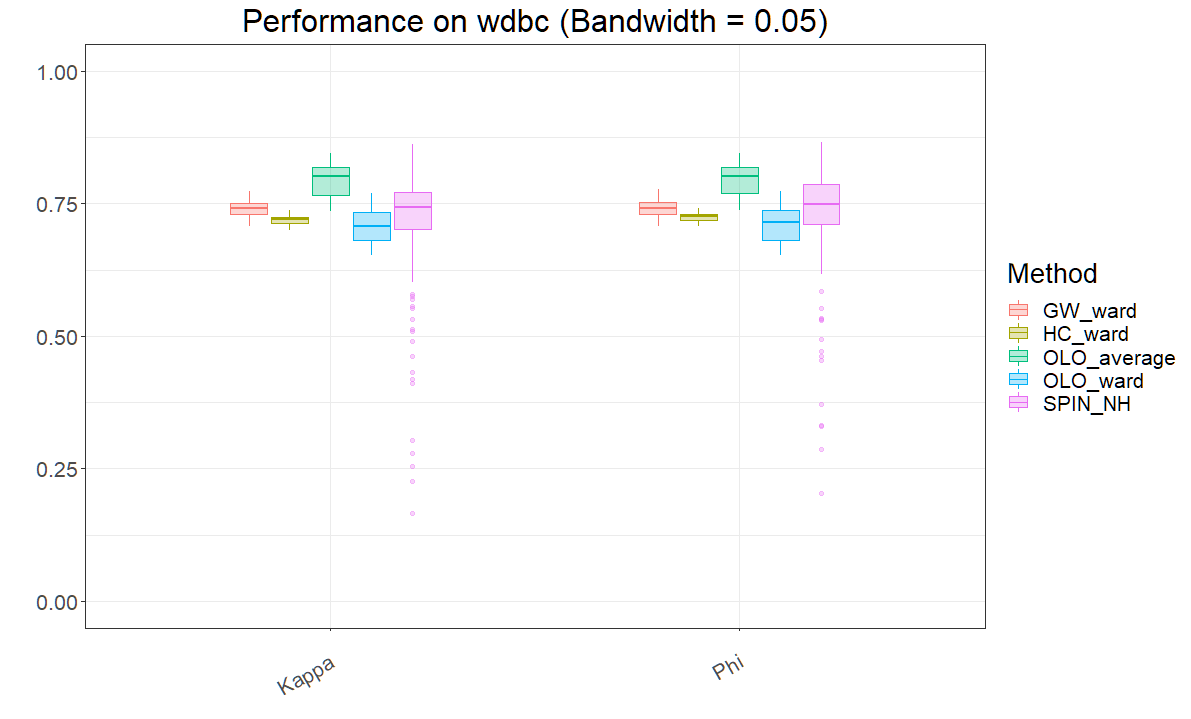 Performance on wdbc (Bandwidth = 0.05)
1.00
0.75
0.50
0.25
0.00
Kappa
Phi
Method
GW_ward
HC_ward
OLO_average
OLO_ward
SPIN_NH